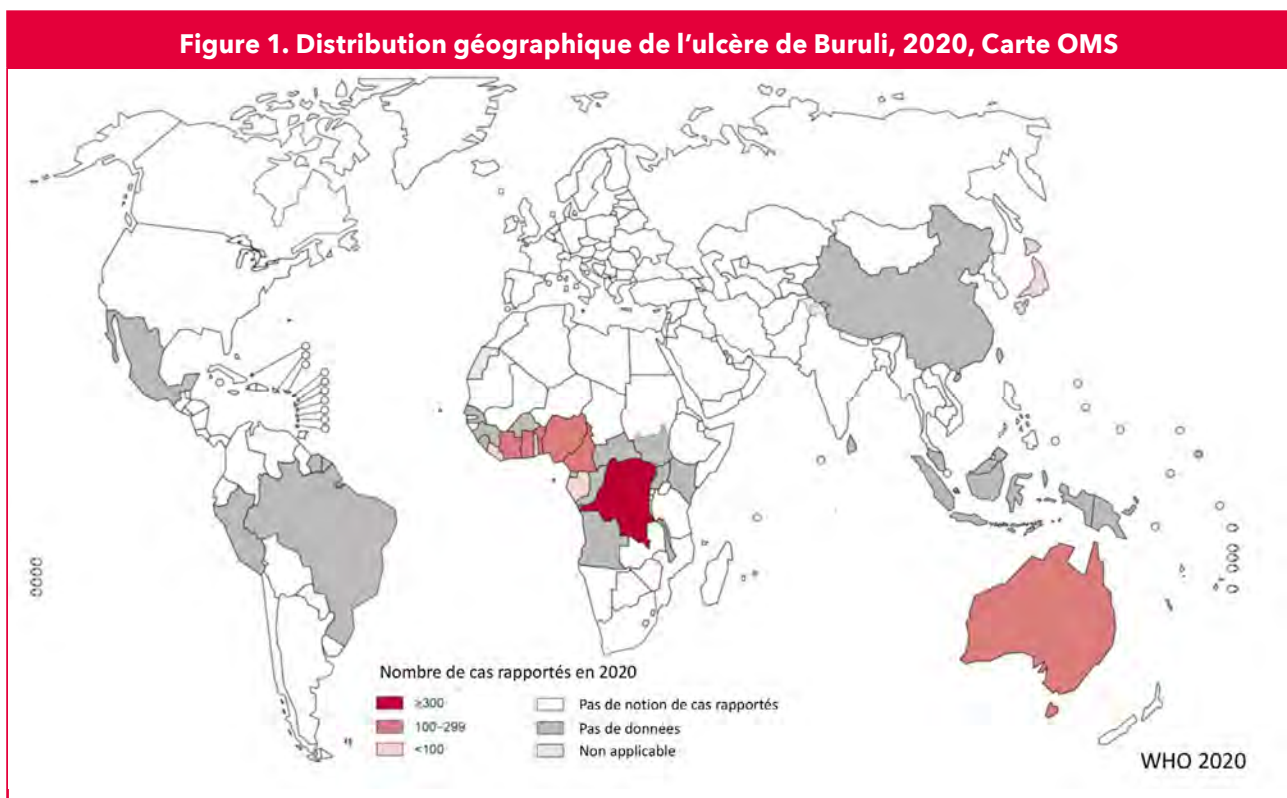 Figure 1. Distribution géographique de l'ulcère de Buruli, 2020, Carte OMS
Nombre de cas rapportés en 2020
≥300
100–299
<100
Pas de notion de cas rapportés
Pas de donnees
Non applicable
WHO 2020